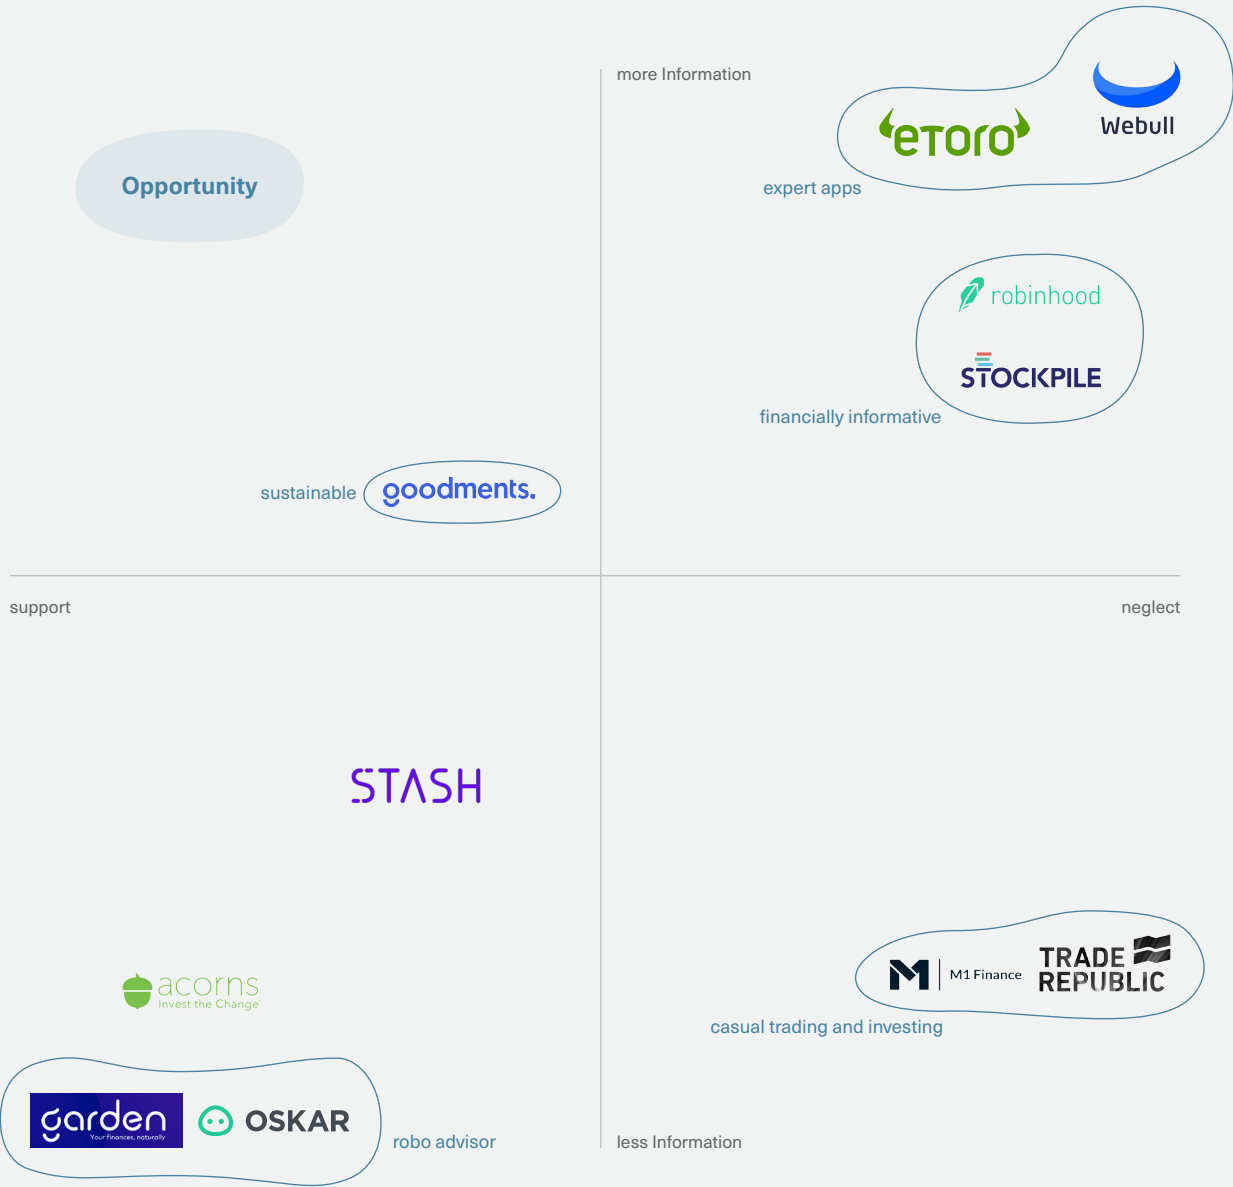 more Information
Webull
eToro
Opportunity
expert apps
robinhood
STOCKPILE
financially informative
sustainable
goodments.
support
neglect
STASH
acorns
Invest the Change
M1 Finance
TRADE
REPUBLIC
casual trading and investing
garden
Your finances, naturally
OSKAR
robo advisor
less Information